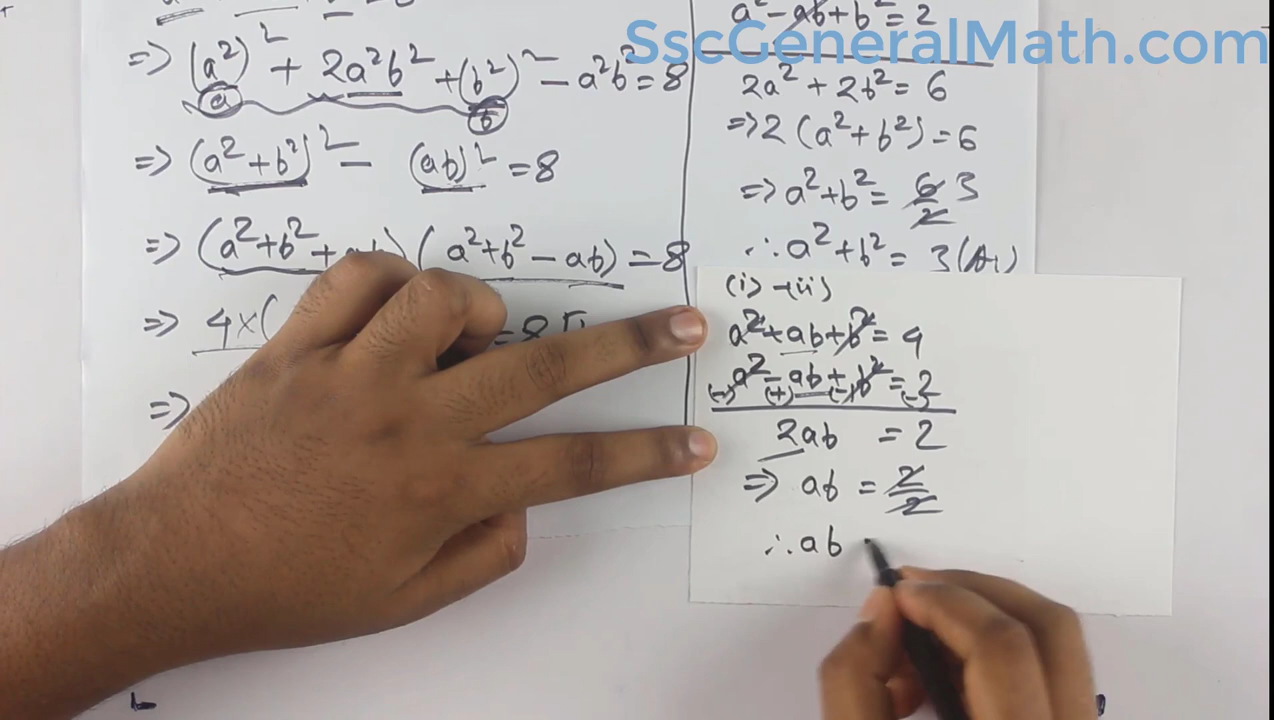 SscGeneralMath.com
=> (a²)² + 2a²b² + (b²)² - a²b² = 8
a b
=> (a² + b²)² - (ab)² = 8
=> (a² + b² + ab) (a² + b² - ab) = 8
=> 4 × ( = 8
=>
a² - ab + b² = 2
2a² + 2b² = 6
=> 2 (a² + b²) = 6
=> a² + b² = 6/2 3
∴ a² + b² = 3 (A)
(i) - (ii)
a² + ab + b² = 4
a² - ab + b² = 2
(-) (+) (-) (-)
2ab = 2
=> ab = 2/2
∴ ab